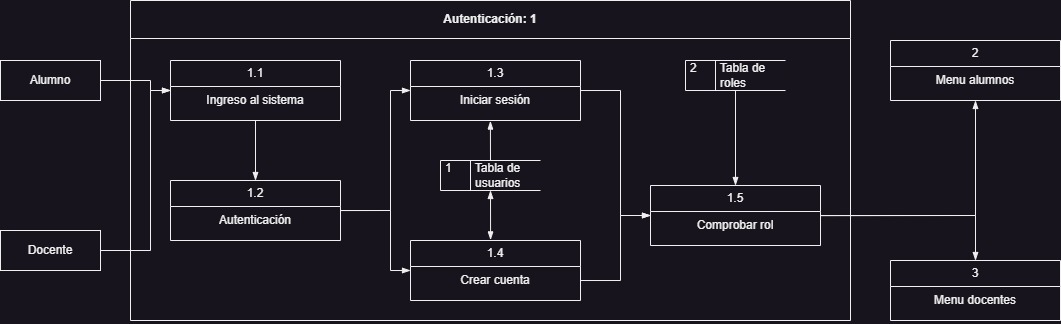 Autenticación: 1
Alumno
Docente
1.1
Ingreso al sistema
1.2
Autenticación
1.3
Iniciar sesión
1
Tabla de
usuarios
1.4
Crear cuenta
2
Tabla de
roles
1.5
Comprobar rol
2
Menu alumnos
3
Menu docentes